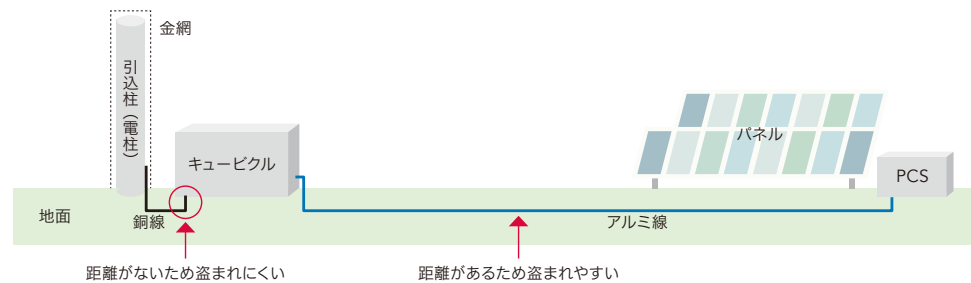 金網
引込柱（電柱）
キュービクル
パネル
PCS
地面
銅線
アルミ線
距離がないため盗まれにくい
距離があるため盗まれやすい